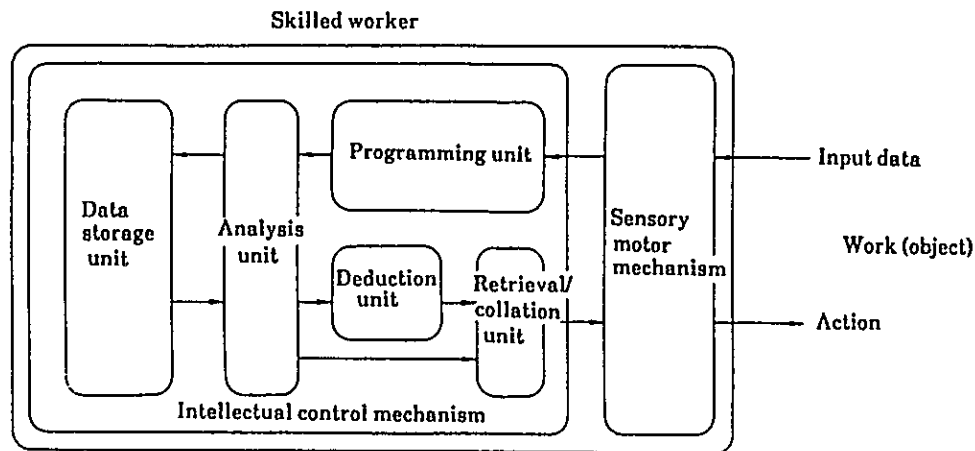 Skilled worker
Programming unit
Input data
Data
storage
unit
Analysis
unit
Sensory
motor
mechanism
Work (object)
Deduction
unit
Retrieval/
collation
unit
Action
Intellectual control mechanism